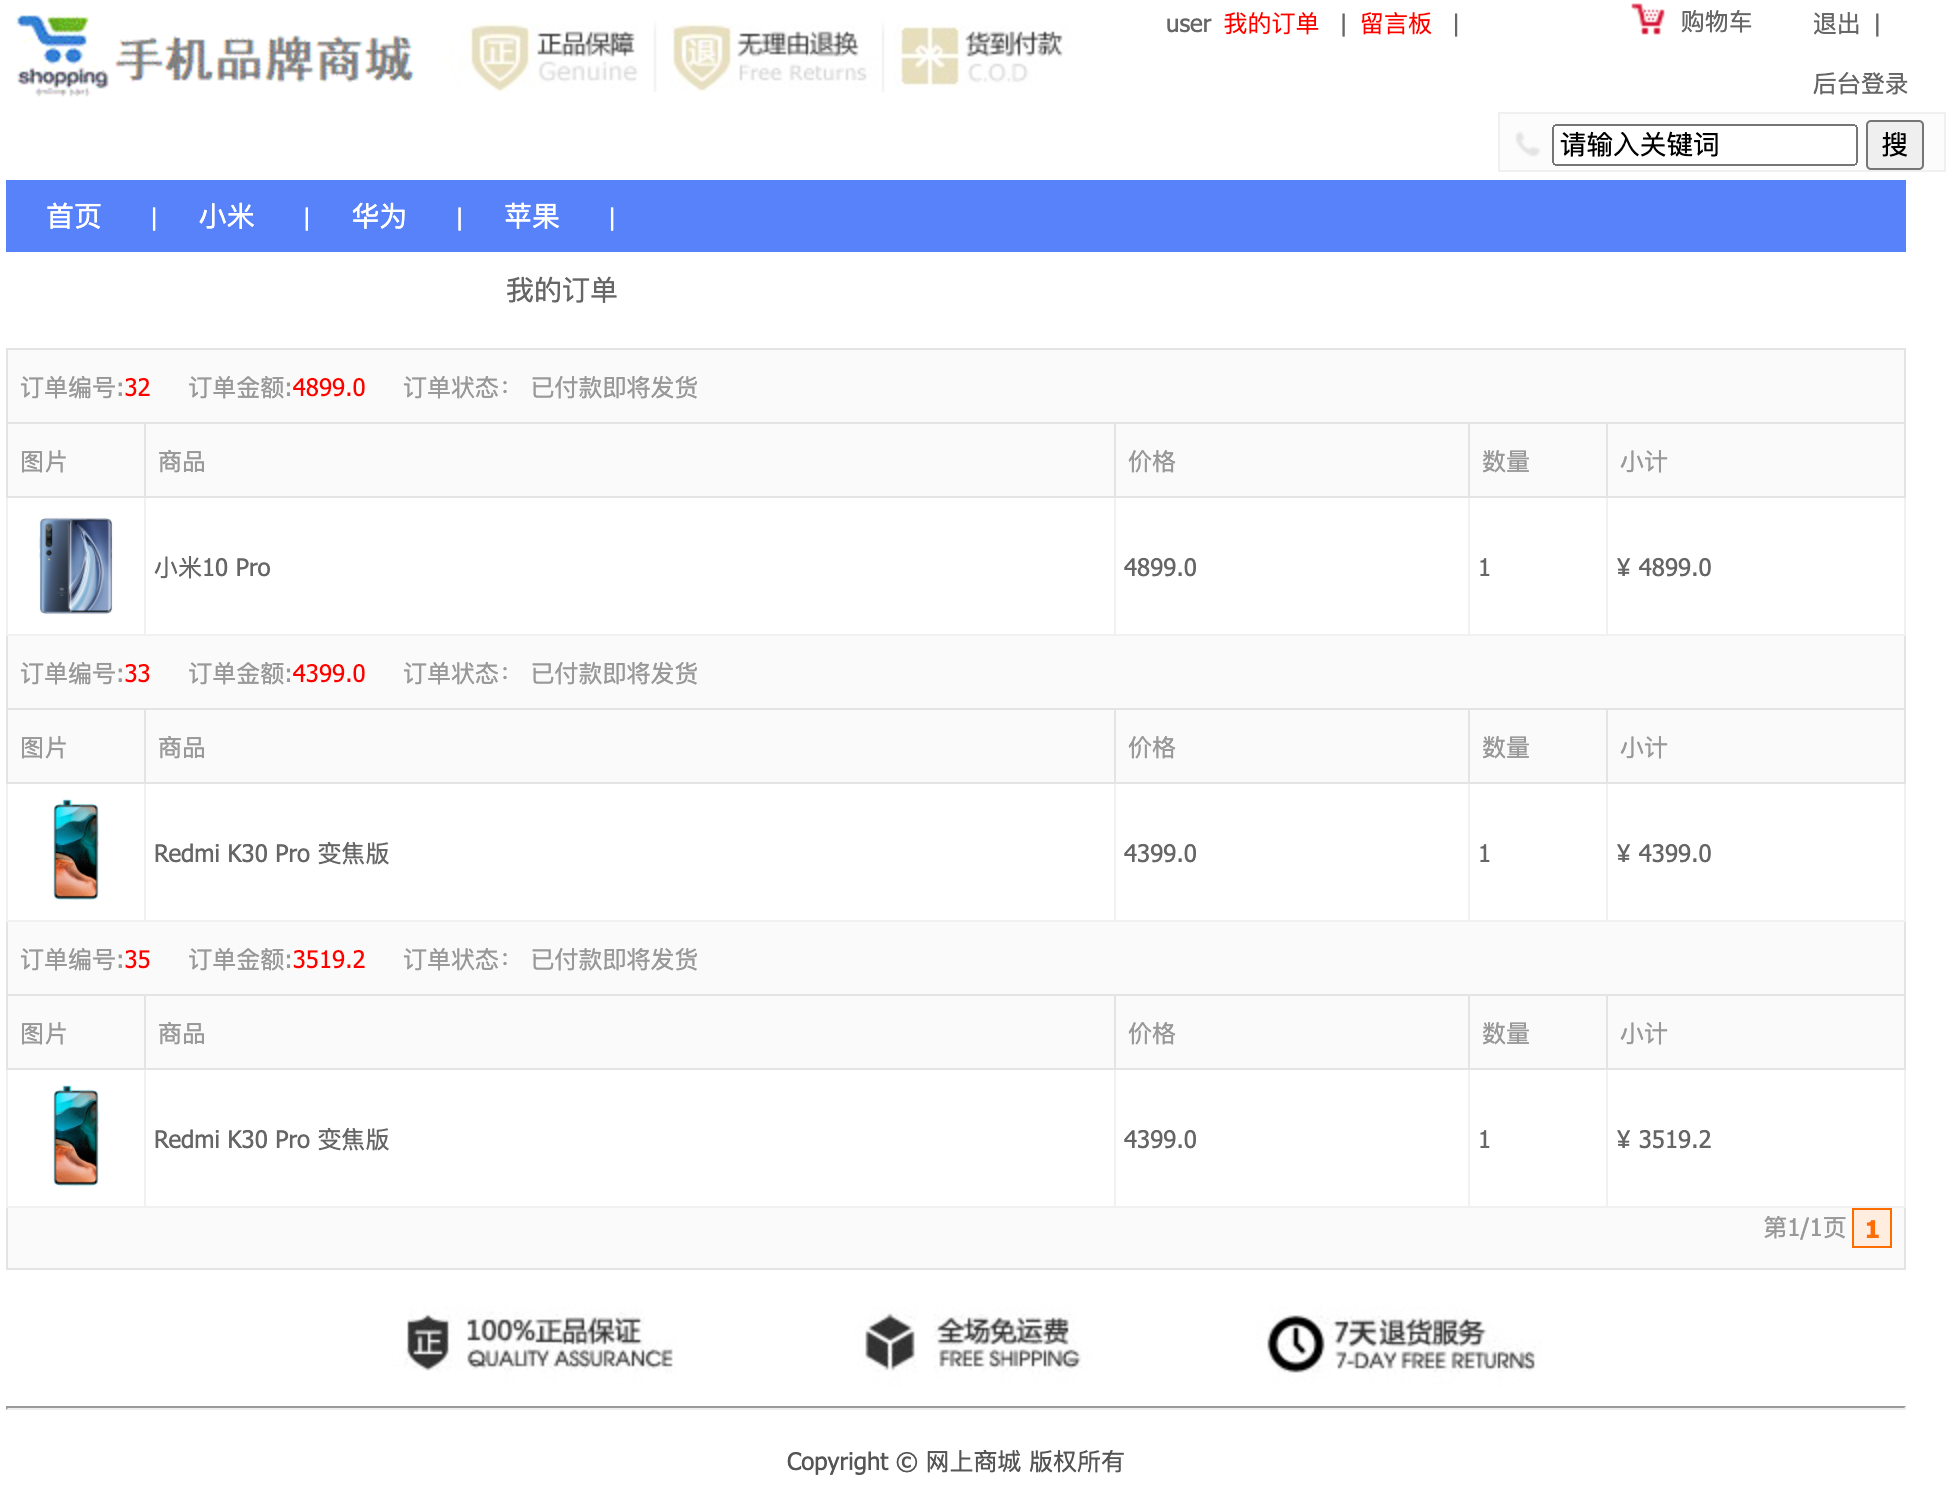 shopping
online part
手机品牌商城
正 正品保障
Genuine
退 无理由退换
Free Returns
货到付款
C.O.D
user 我的订单 | 留言板 |
购物车
退出 |
后台登录
请输入关键词 搜
首页 | 小米 | 华为 | 苹果 |
我的订单
订单编号:32 订单金额:4899.0 订单状态： 已付款即将发货
图片 商品 价格 数量 小计
小米10 Pro 4899.0 1 ¥ 4899.0
订单编号:33 订单金额:4399.0 订单状态： 已付款即将发货
图片 商品 价格 数量 小计
Redmi K30 Pro 变焦版 4399.0 1 ¥ 4399.0
订单编号:35 订单金额:3519.2 订单状态： 已付款即将发货
图片 商品 价格 数量 小计
Redmi K30 Pro 变焦版 4399.0 1 ¥ 3519.2
第1/1页 1
正 100%正品保证
QUALITY ASSURANCE
全场免运费
FREE SHIPPING
7天退货服务
7-DAY FREE RETURNS
Copyright © 网上商城 版权所有